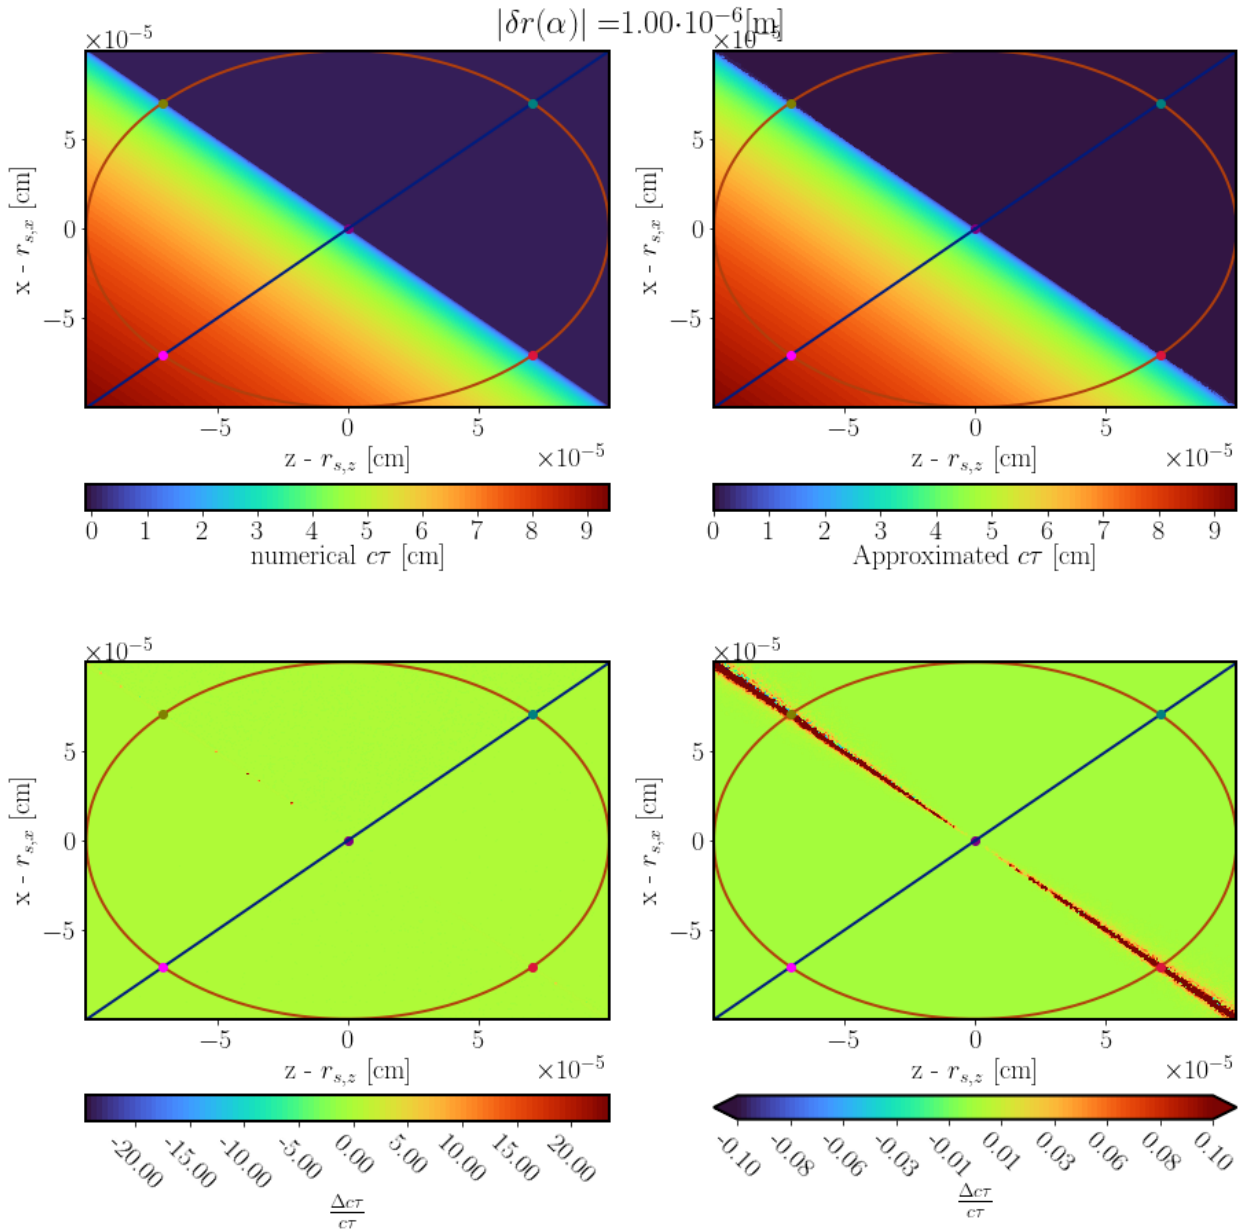 |δr(α)| =1.00·10⁻⁶[m]
×10⁻⁵ ×10⁻⁵
5 5
0 0
−5 −5
x - r_{s,x} [cm] x - r_{s,x} [cm]
−5 0 5 −5 0 5
z - r_{s,z} [cm] ×10⁻⁵ z - r_{s,z} [cm] ×10⁻⁵
0 1 2 3 4 5 6 7 8 9 0 1 2 3 4 5 6 7 8 9
numerical cτ [cm] Approximated cτ [cm]
×10⁻⁵ ×10⁻⁵
5 5
0 0
−5 −5
x - r_{s,x} [cm] x - r_{s,x} [cm]
−5 0 5 −5 0 5
z - r_{s,z} [cm] ×10⁻⁵ z - r_{s,z} [cm] ×10⁻⁵
-20.00 -15.00 -10.00 -5.00 0.00 5.00 10.00 15.00 20.00 -0.10 -0.08 -0.06 -0.03 -0.01 0.01 0.03 0.06 0.08 0.10
Δcτ/cτ Δcτ/cτ